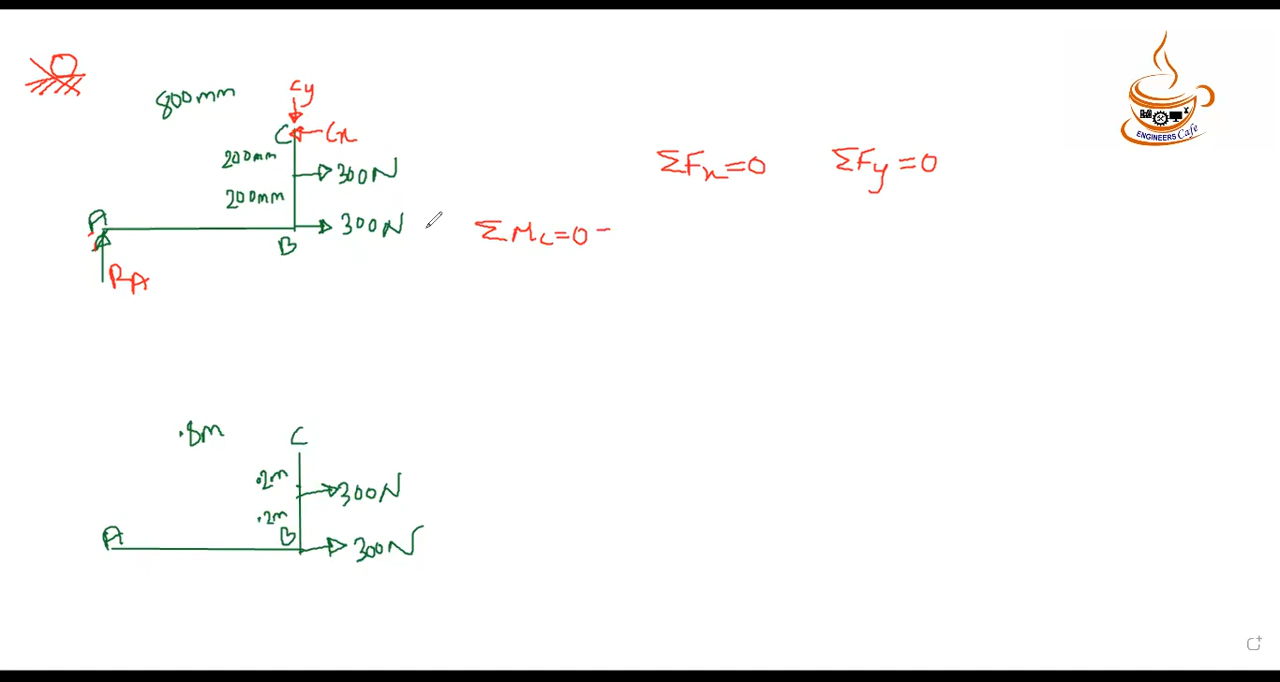 800mm
Cy
C
Cx
200mm
300N
200mm
300N
A
B
RA
ΣFx=0 ΣFy=0
ΣMc=0-
ENGINEERS Cafe
.8m
C
.2m
300N
.2m
A
B
300N